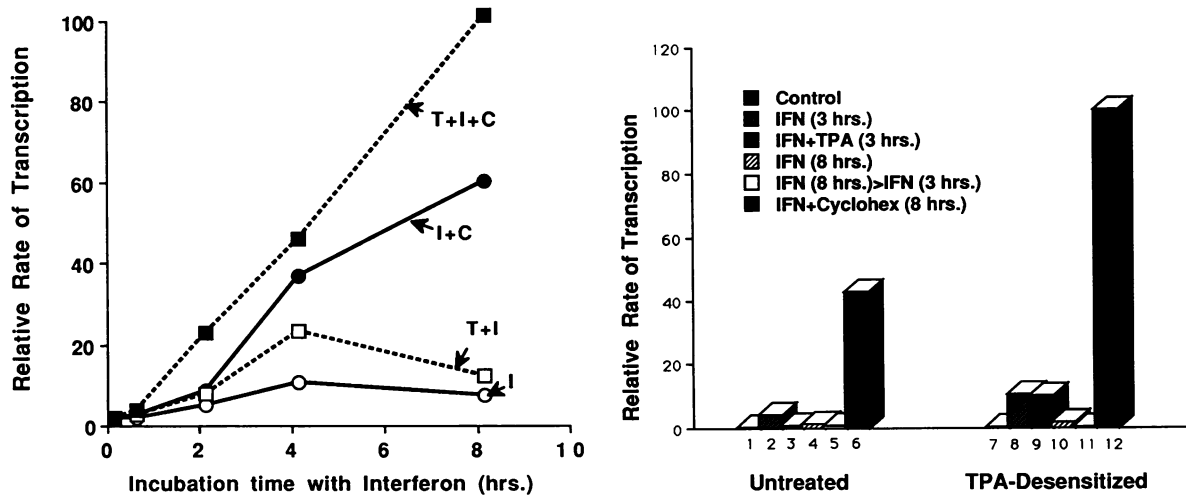 Relative Rate of Transcription
100
80
60
40
20
0
T+I+C
I+C
T+I
I
0 2 4 6 8 1 0
Incubation time with Interferon (hrs.)
Relative Rate of Transcription
120
100
80
60
40
20
0
Control
IFN (3 hrs.)
IFN+TPA (3 hrs.)
IFN (8 hrs.)
IFN (8 hrs.)>IFN (3 hrs.)
IFN+Cyclohex (8 hrs.)
1 2 3 4 5 6 7 8 9 10 11 12
Untreated TPA-Desensitized